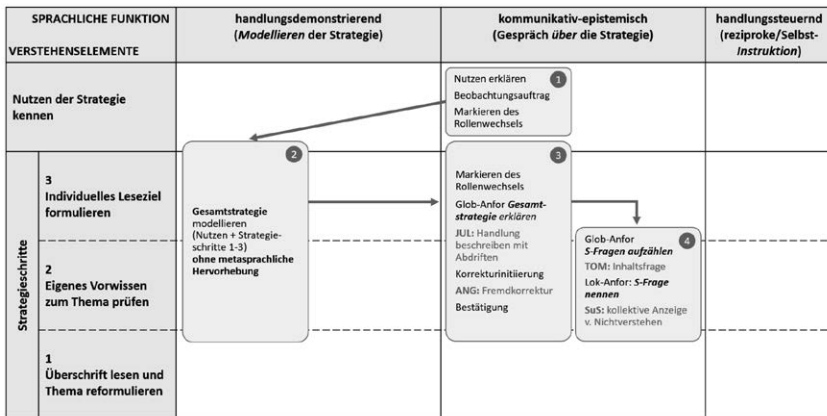 SPRACHLICHE FUNKTION
VERSTEHENSELEMENTE
handlungsdemonstrierend
(Modellieren der Strategie)
kommunikativ-epistemisch
(Gespräch über die Strategie)
handlungssteuernd
(reziproke/Selbst-
Instruktion)
Nutzen der Strategie
kennen
1
Nutzen erklären
Beobachtungsauftrag
Markieren des
Rollenwechsels
Strategieschritte
3
Individuelles Leseziel
formulieren
2
Eigenes Vorwissen
zum Thema prüfen
1
Überschrift lesen und
Thema reformulieren
2
Gesamtstrategie
modellieren
(Nutzen + Strategie-
schritte 1-3)
ohne metasprachliche
Hervorhebung
3
Markieren des
Rollenwechsels
Glob-Anfor Gesamt-
strategie erklären
JUL: Handlung
beschreiben mit
Abdriften
Korrekturinitiierung
ANG: Fremdkorrektur
Bestätigung
4
Glob-Anfor
S-Fragen aufzählen
TOM: Inhaltsfrage
Lok-Anfor: S-Frage
nennen
SuS: kollektive Anzeige
v. Nichtverstehen